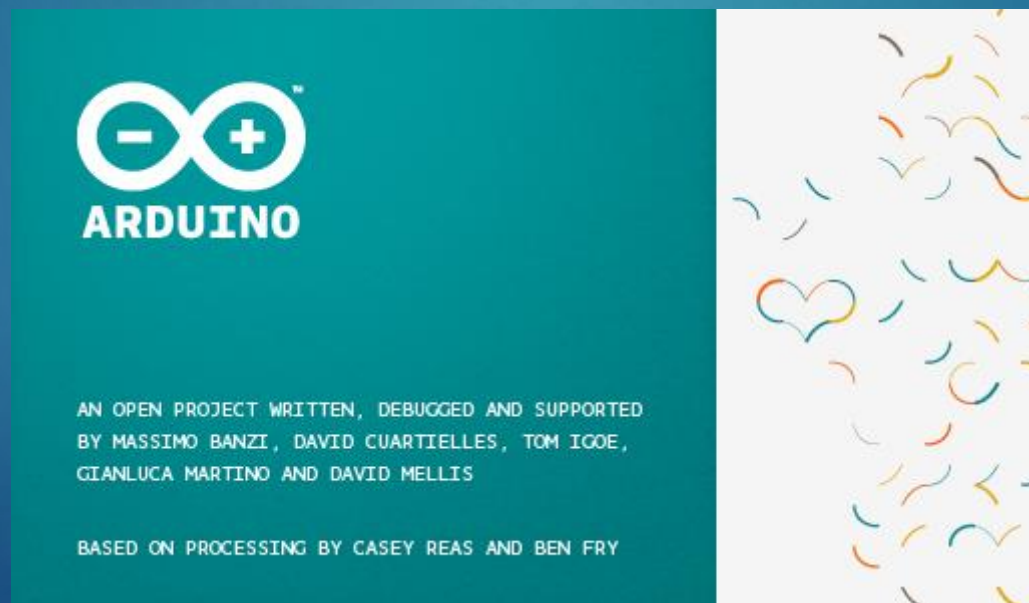 ARDUINO
AN OPEN PROJECT WRITTEN, DEBUGGED AND SUPPORTED
BY MASSIMO BANZI, DAVID CUARTIELLES, TOM IGOE,
GIANLUCA MARTINO AND DAVID MELLIS
BASED ON PROCESSING BY CASEY REAS AND BEN FRY